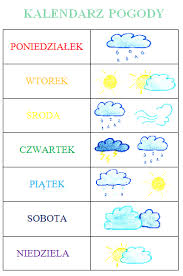 KALENDARZ POGODY
PONIEDZIAŁEK
WTOREK
ŚRODA
CZWARTEK
PIĄTEK
SOBOTA
NIEDZIELA